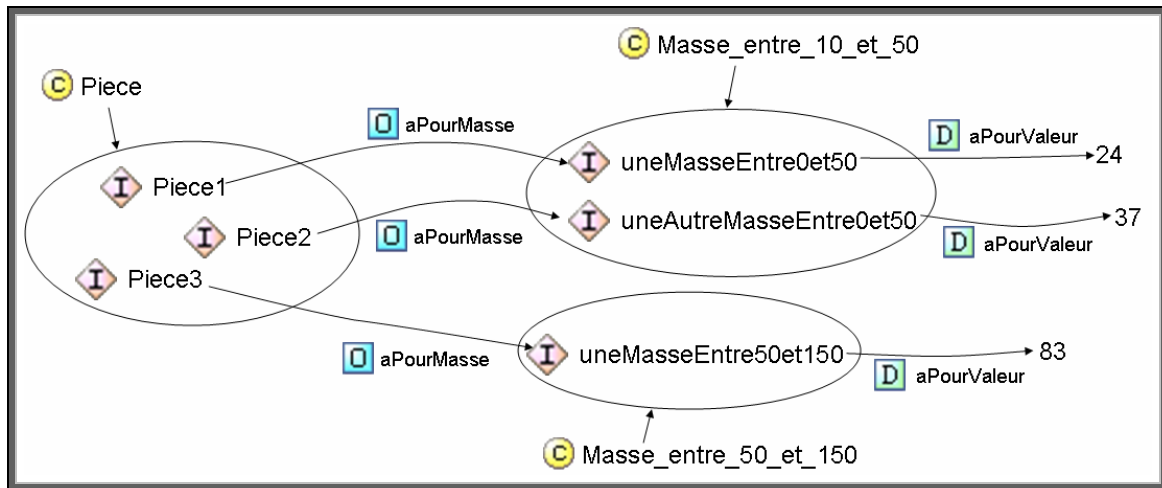 C Masse_entre_10_et_50
C Piece
O aPourMasse
D aPourValeur
I uneMasseEntre0et50
24
I Piece1
I uneAutreMasseEntre0et50
37
I Piece2
O aPourMasse
D aPourValeur
I Piece3
O aPourMasse
I uneMasseEntre50et150
83
D aPourValeur
C Masse_entre_50_et_150